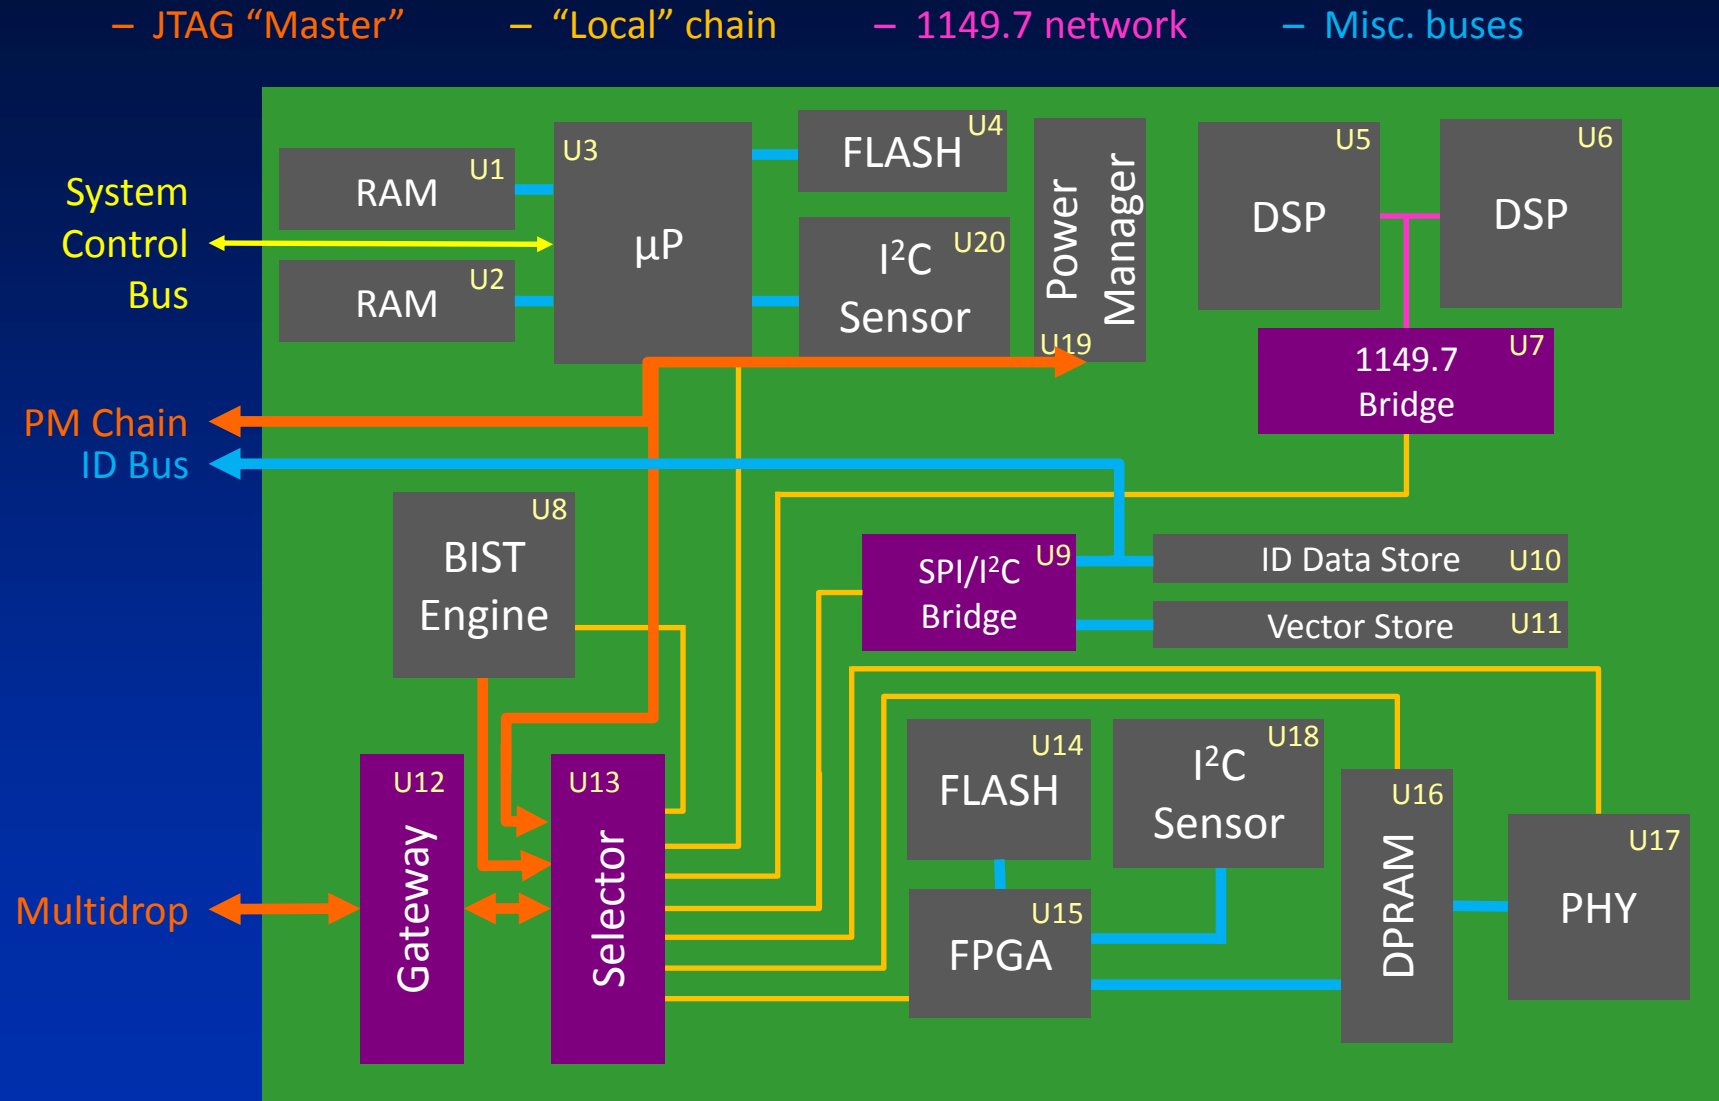 – JTAG “Master”
– “Local” chain
– 1149.7 network
– Misc. buses
System
Control
Bus
PM Chain
ID Bus
Multidrop
RAM U1
RAM U2
U3
µP
FLASH U4
I²C U20
Sensor
Power
Manager
U19
U5
DSP
U6
DSP
1149.7 U7
Bridge
U8
BIST
Engine
SPI/I²C U9
Bridge
ID Data Store U10
Vector Store U11
U12
Gateway
U13
Selector
U14
FLASH
U15
FPGA
U18
I²C
Sensor
U16
DPRAM
U17
PHY